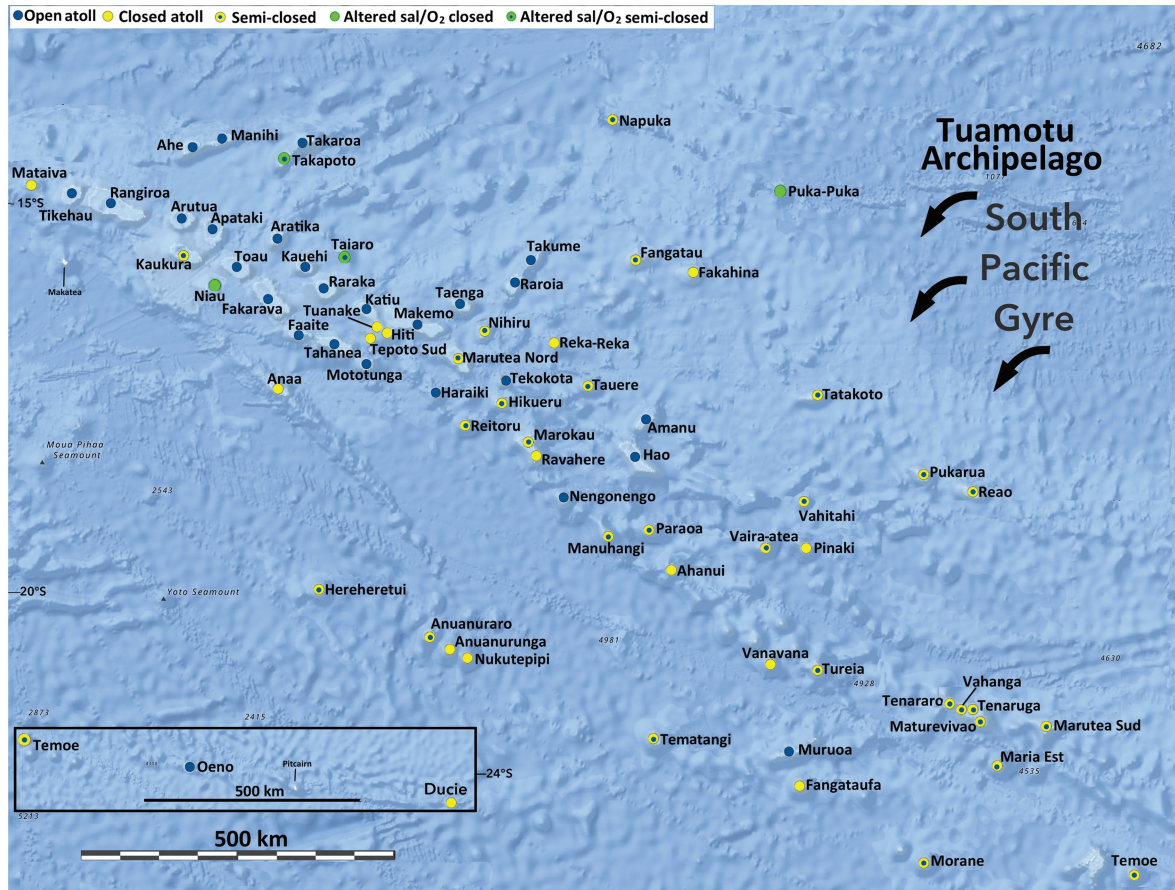 Open atoll Closed atoll Semi-closed Altered sal/O₂ closed Altered sal/O₂ semi-closed
4682
Napuka
Tuamotu
Archipelago
Manihi
Ahe
Takaroa
Takapoto
Mataiva
Puka-Puka
15°S
Tikehau
Rangiroa
Arutua
Apataki
South
Pacific
Gyre
Aratika
Taiaro
Takume
Fangatau
Kaukura
Toau
Kauehi
Fakahina
Makatea
Niau
Raraka
Raroia
Fakarava
Katiu
Taenga
Tuanake
Makemo
Nihiru
Faaite
Hiti
Reka-Reka
Tahanea
Tepoto Sud
Marutea Nord
Mototunga
Anaa
Tekokota
Tauere
Haraiki
Hikueru
Tatakoto
Reitoru
Amanu
Marokau
Moua Pihaa
Seamount
Ravahere
Hao
Pukarua
2543
Reao
Nengonengo
Vahitahi
Paraoa
Vaira-atea
Manuhangi
Pinaki
Ahanui
20°S
Yoto Seamount
Hereheretui
Anuanuraro
4981
Anuanurunga
Nukutepipi
Vanavana
4630
Tureia
4928
Vahanga
Tenararo
Tenaruga
2873
2415
Maturevivao
Marutea Sud
Temoe
Tematangi
Muruoa
Maria Est
Oeno
Pitcairn
24°S
4535
Ducie
Fangataufa
500 km
5213
500 km
Morane
Temoe